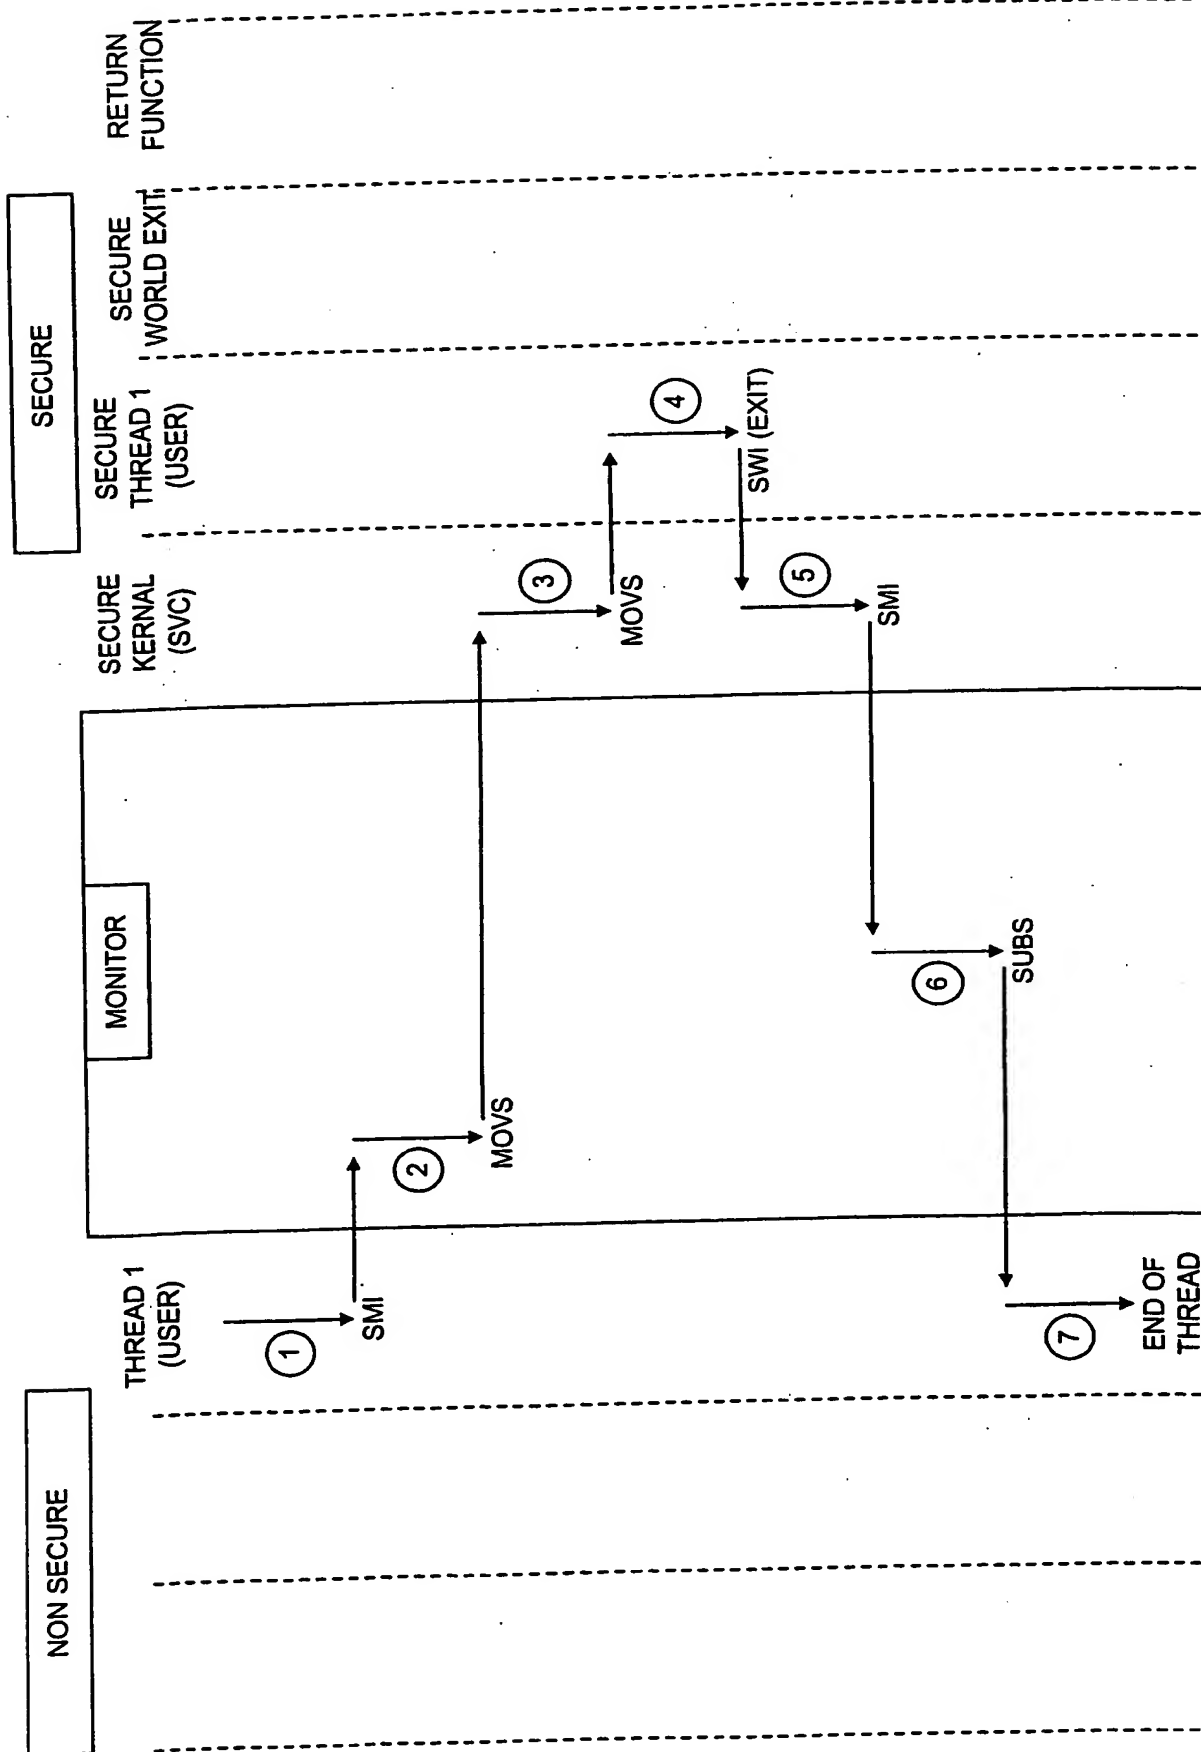 NON SECURE
MONITOR
SECURE
THREAD 1
(USER)
SECURE
KERNAL
(SVC)
SECURE
THREAD 1
(USER)
SECURE
WORLD EXIT
RETURN
FUNCTION
1
SMI
2
MOVS
3
MOVS
4
SWI (EXIT)
5
SMI
6
SUBS
7
END OF
THREAD